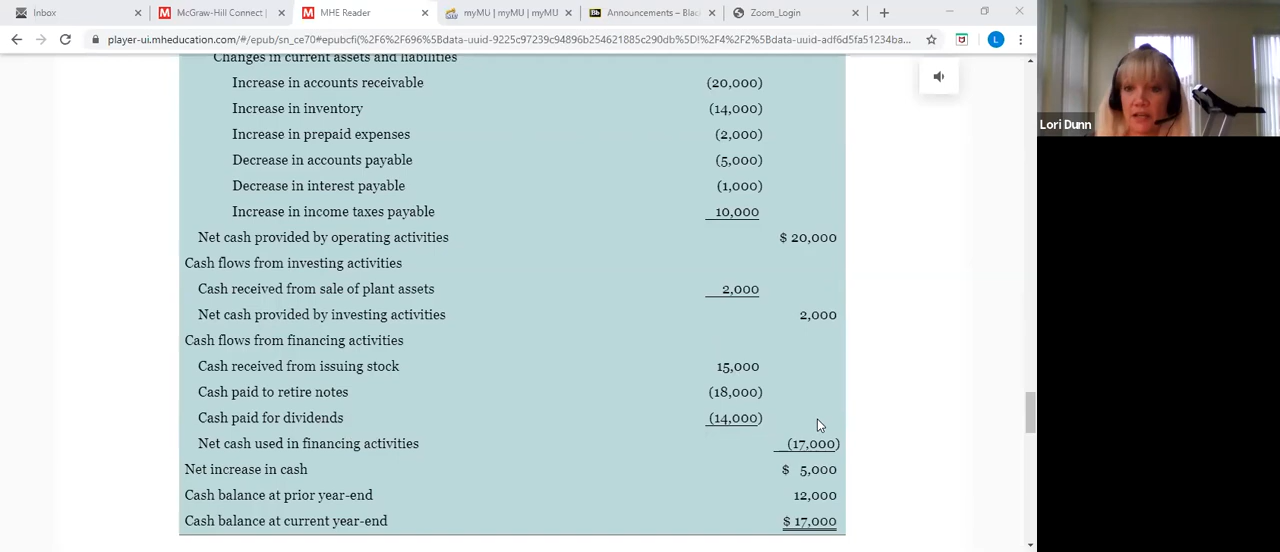 Inbox
McGraw-Hill Connect |
MHE Reader
myMU | myMU | myMU
Announcements – Blac
Zoom_Login
player-ui.mheducation.com/#/epub/sn_ce70#epubcfi(%2F6%2F696%5Bdata-uuid-9225c97239c94896b254621885c290db%5D!%2F4%2F2%5Bdata-uuid-adf6d5fa51234ba...
L
Changes in current assets and liabilities
Increase in accounts receivable (20,000)
Increase in inventory (14,000)
Increase in prepaid expenses (2,000)
Decrease in accounts payable (5,000)
Decrease in interest payable (1,000)
Increase in income taxes payable 10,000
Net cash provided by operating activities $ 20,000
Cash flows from investing activities
Cash received from sale of plant assets 2,000
Net cash provided by investing activities 2,000
Cash flows from financing activities
Cash received from issuing stock 15,000
Cash paid to retire notes (18,000)
Cash paid for dividends (14,000)
Net cash used in financing activities (17,000)
Net increase in cash $ 5,000
Cash balance at prior year-end 12,000
Cash balance at current year-end $ 17,000
Lori Dunn